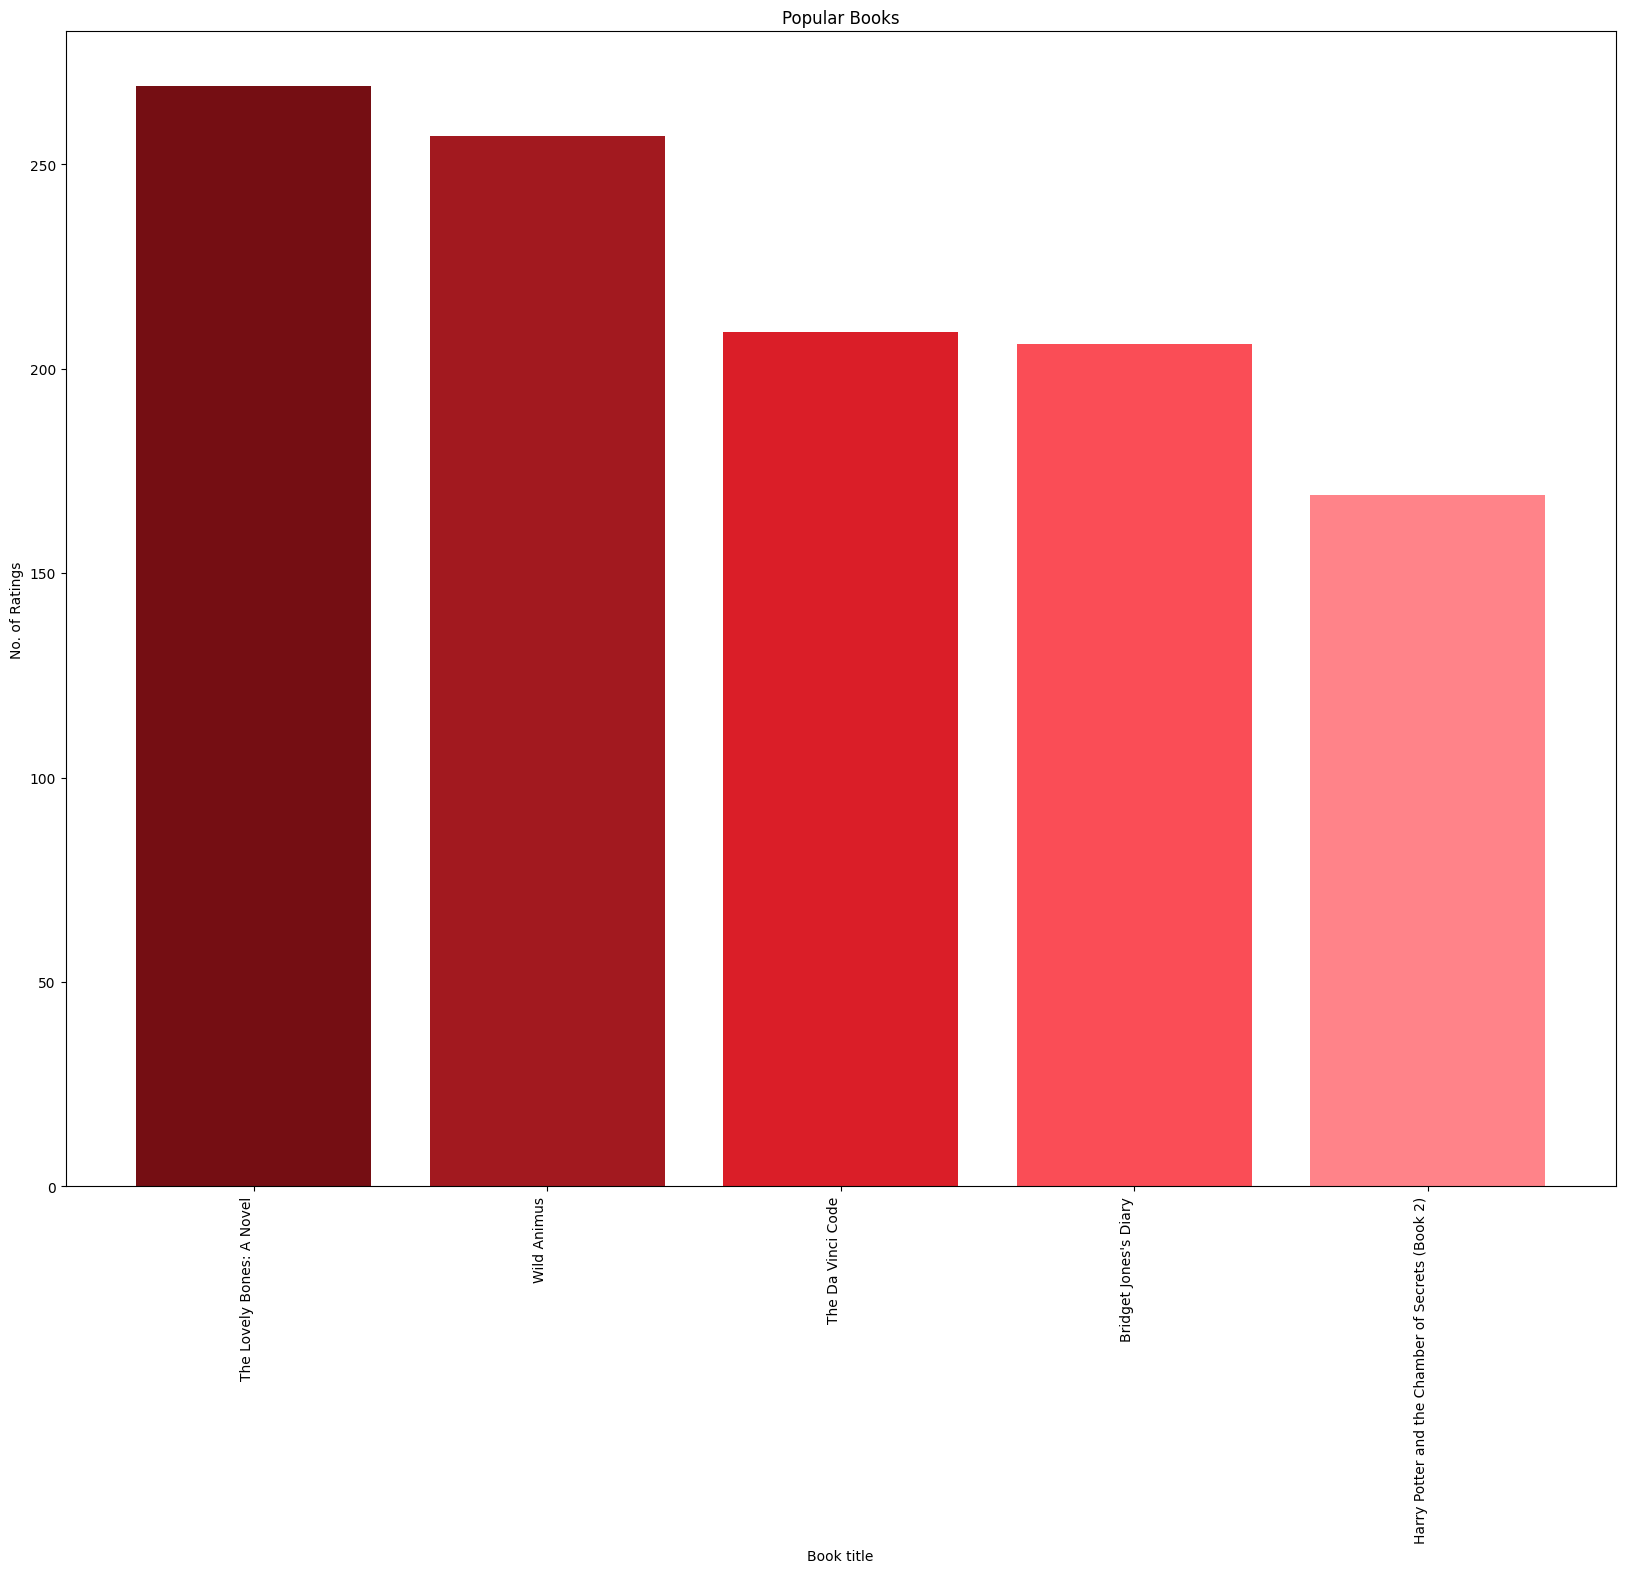 Popular Books
No. of Ratings
250
200
150
100
50
0
The Lovely Bones: A Novel
Wild Animus
The Da Vinci Code
Bridget Jones's Diary
Harry Potter and the Chamber of Secrets (Book 2)
Book title